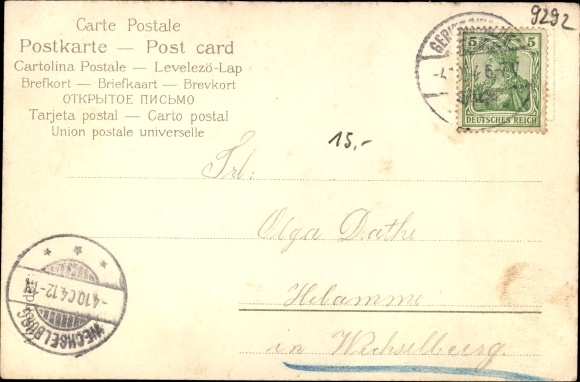 Carte Postale
Postkarte — Post card
Cartolina Postale — Levelezö-Lap
Brefkort — Briefkaart — Brevkort
ОТКРЫТОЕ ПИСЬМО
Tarjeta postal — Carto postal
Union postale universelle
9292
5 5
DEUTSCHES REICH
15,-
Frl:
Olga Dathe
Hebamme
in Wechselburg.
WECHSELBURG
-4.10.04.12-1N